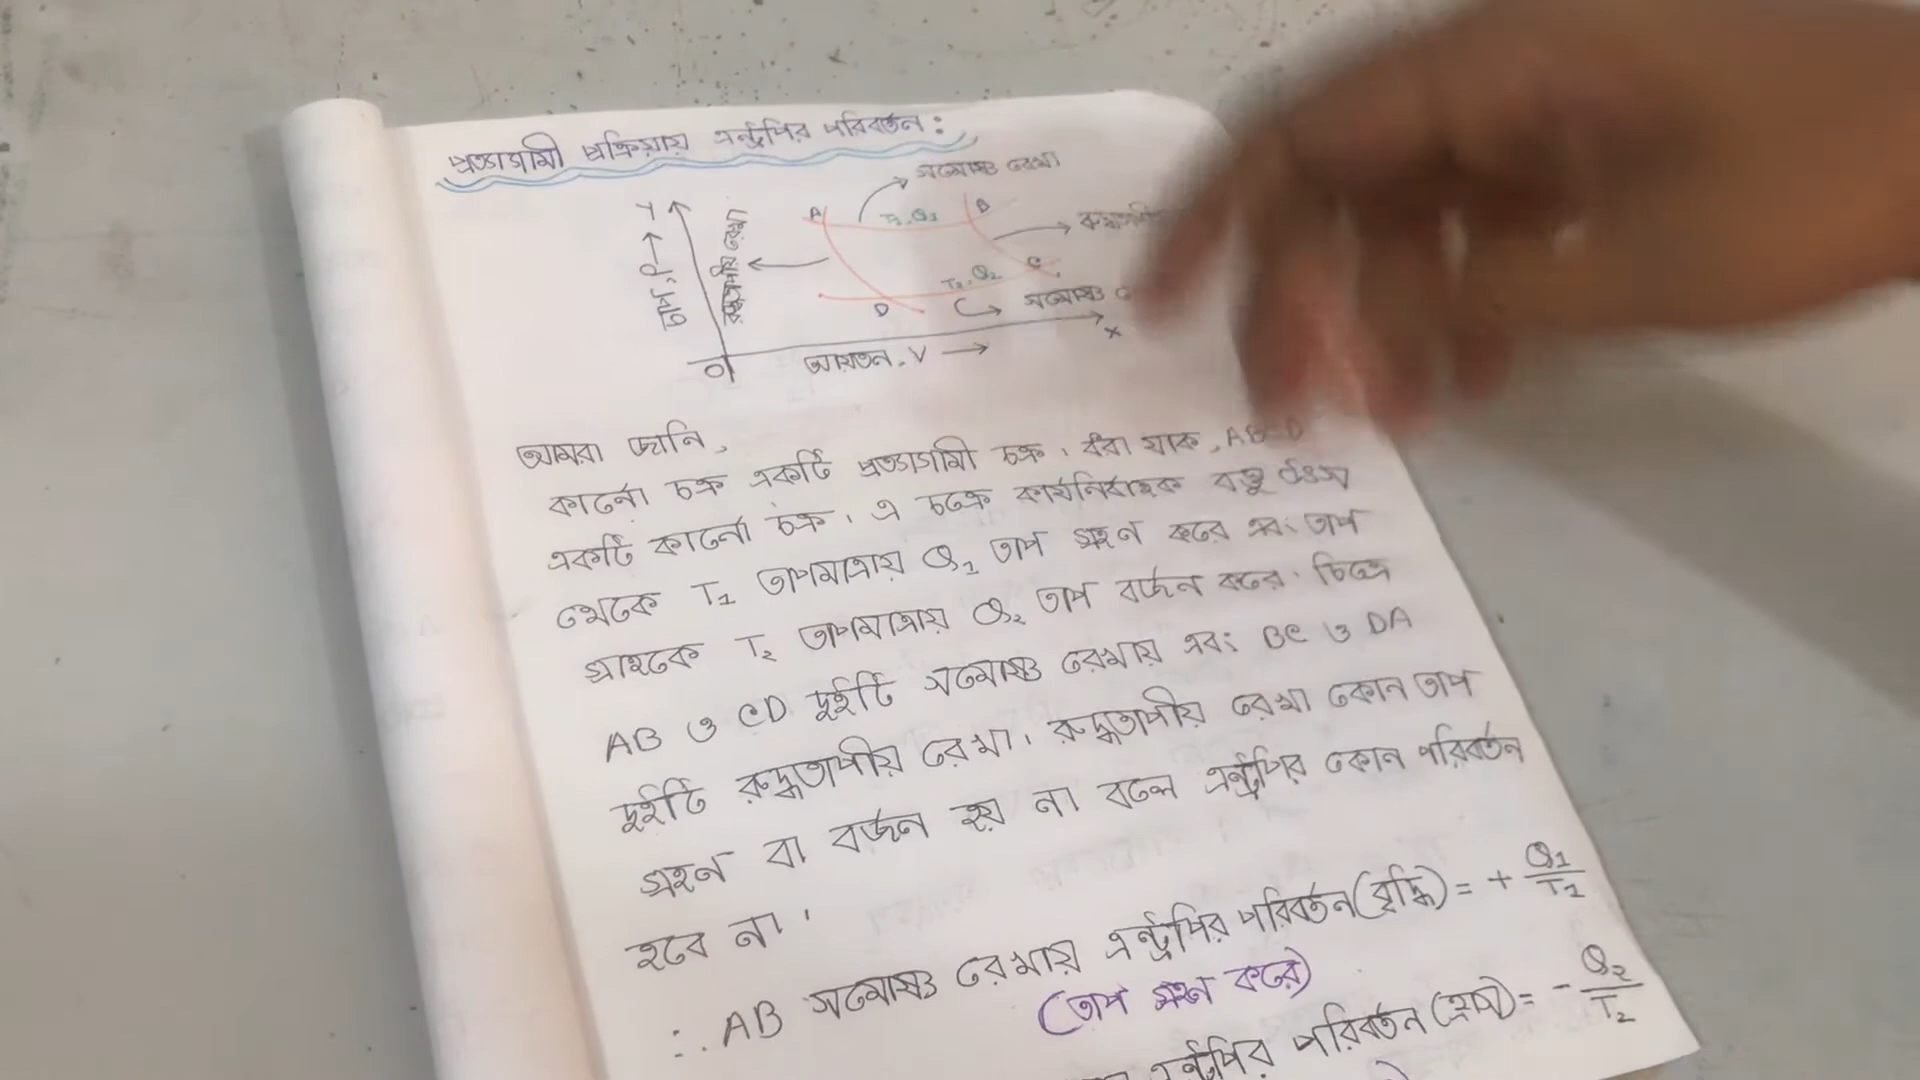 প্রত্যাগামী প্রক্রিয়ায় এন্ট্রপির পরিবর্তন:
সমোষ্ণ রেখা
A
B
T₁, Q₁
Y
চাপ, P →
রুদ্ধতাপীয় রেখা
C
T₂, Q₂
D
সমোষ্ণ
X
O
আয়তন, V →
আমরা জানি,
কার্নো চক্র একটি প্রত্যাগামী চক্র। ধরা যাক, ABCD
একটি কার্নো চক্র। এ চক্রে কার্যনির্বাহক বস্তু উৎস
থেকে T₁ তাপমাত্রায় Q₁ তাপ গ্রহন করে এবং তাপ
গ্রাহকে T₂ তাপমাত্রায় Q₂ তাপ বর্জন করে। চিত্রে
AB ও CD দুইটি সমোষ্ণ রেখায় এবং BC ও DA
দুইটি রুদ্ধতাপীয় রেখা। রুদ্ধতাপীয় রেখা কোন তাপ
গ্রহন বা বর্জন হয় না বলে এন্ট্রপির কোন পরিবর্তন
হবে না।
∴ AB সমোষ্ণ রেখায় এন্ট্রপির পরিবর্তন (বৃদ্ধি) = + Q₁/T₁
(তাপ গ্রহন করে)
এন্ট্রপির পরিবর্তন (হ্রাস) = - Q₂/T₂